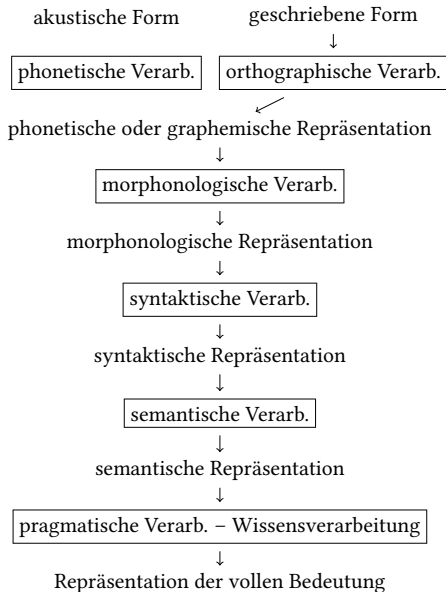 akustische Form geschriebene Form
↓
phonetische Verarb. orthographische Verarb.
↙
phonetische oder graphemische Repräsentation
↓
morphonologische Verarb.
↓
morphonologische Repräsentation
↓
syntaktische Verarb.
↓
syntaktische Repräsentation
↓
semantische Verarb.
↓
semantische Repräsentation
↓
pragmatische Verarb. – Wissensverarbeitung
↓
Repräsentation der vollen Bedeutung